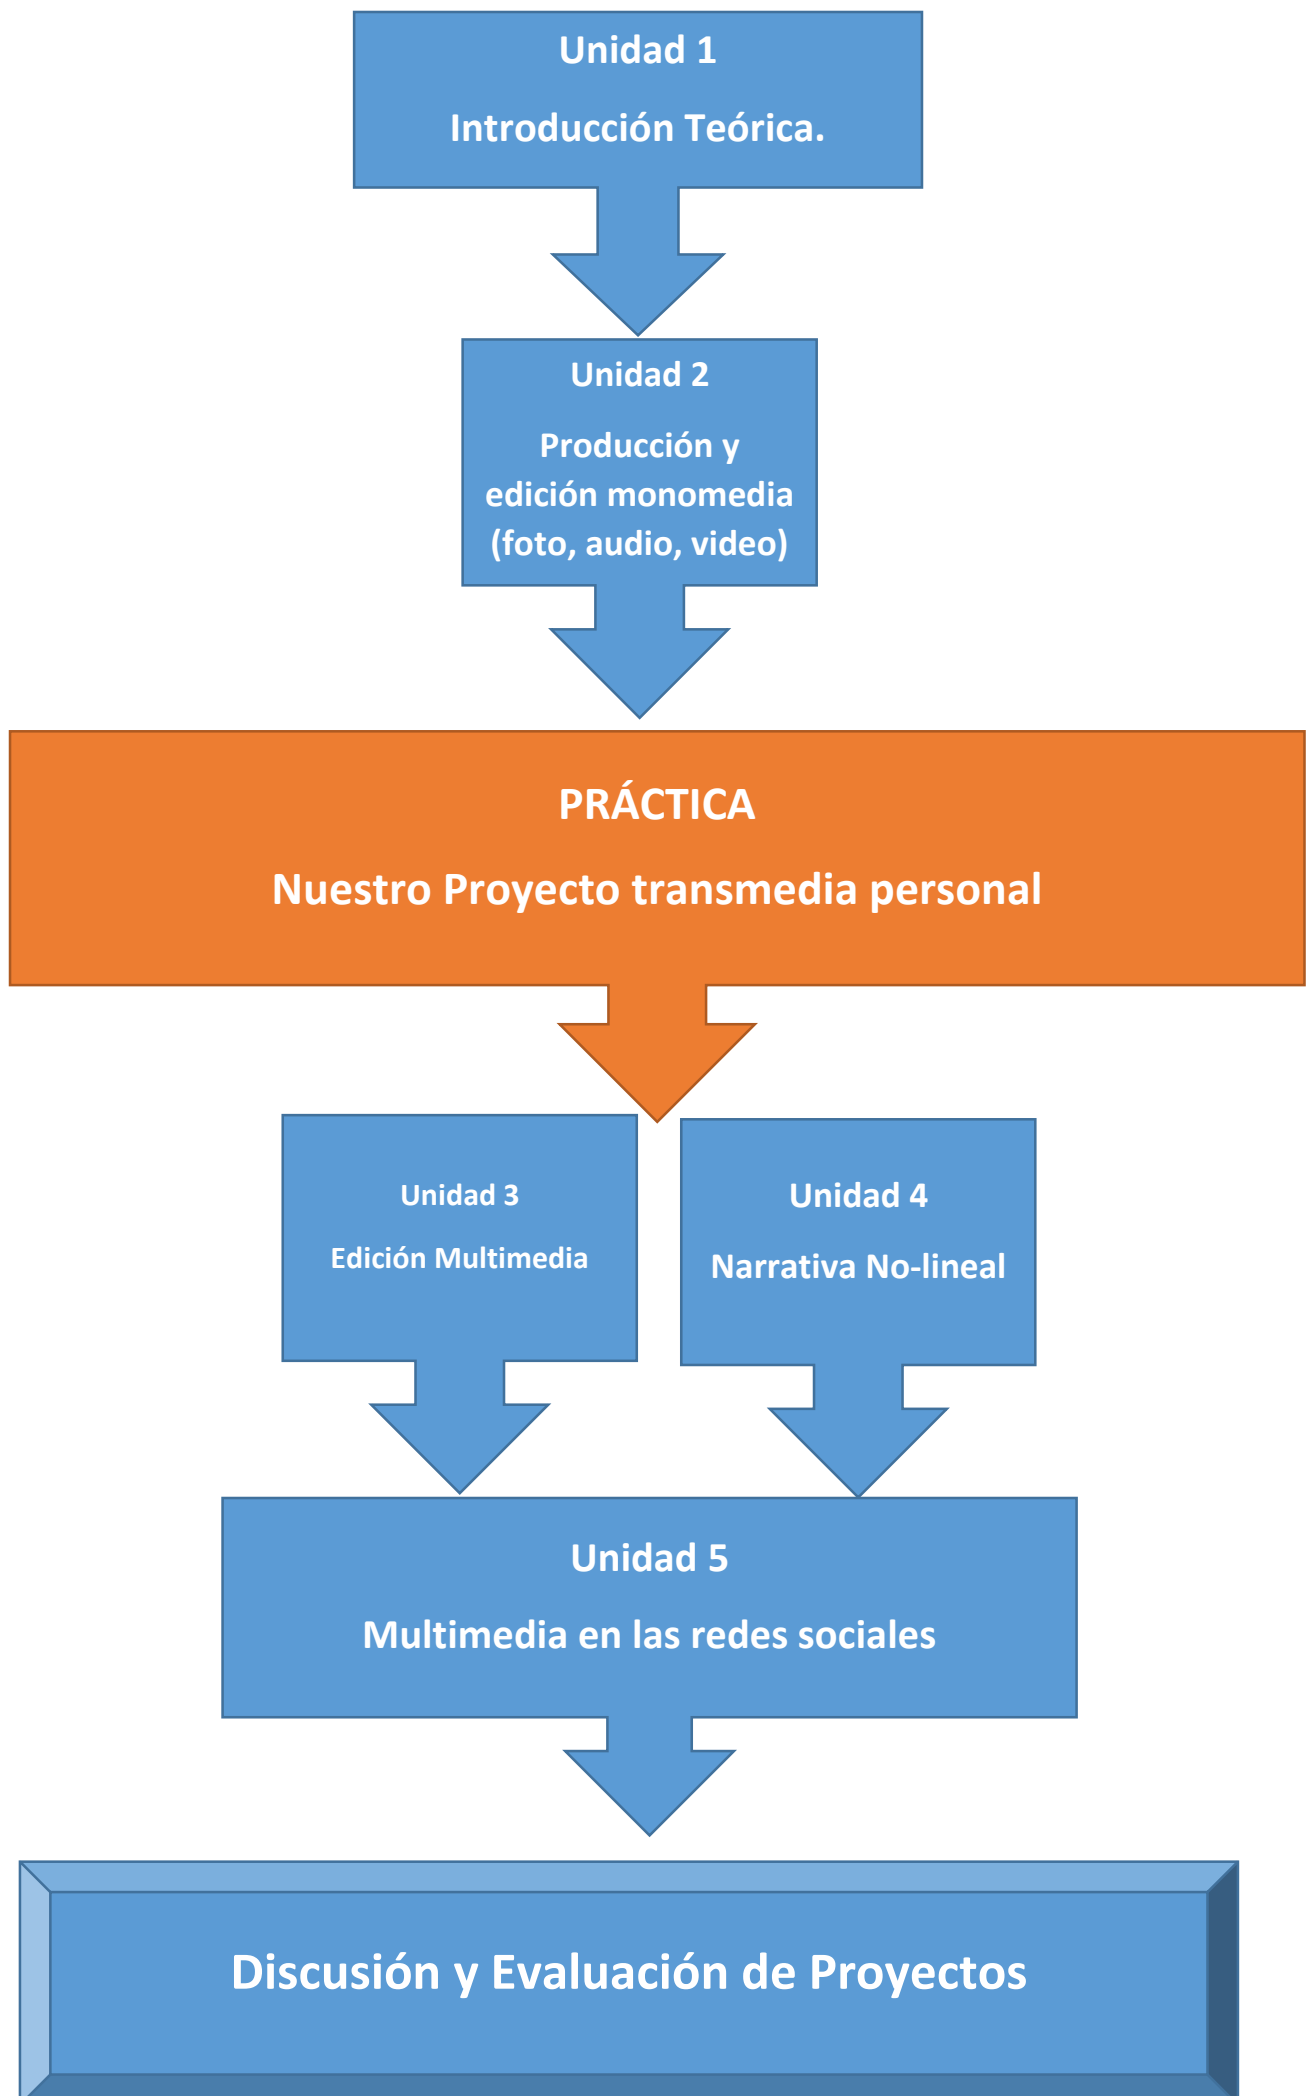 Unidad 1
Introducción Teórica.
Unidad 2
Producción y
edición monomedia
(foto, audio, video)
PRÁCTICA
Nuestro Proyecto transmedia personal
Unidad 3
Edición Multimedia
Unidad 4
Narrativa No-lineal
Unidad 5
Multimedia en las redes sociales
Discusión y Evaluación de Proyectos